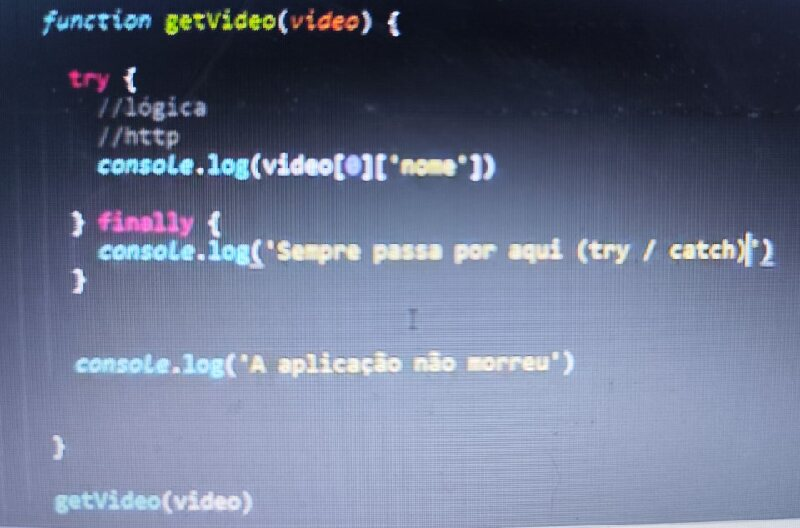 function getVideo(video) {
try {
//lógica
//http
console.log(video[0]['nome'])
} finally {
console.log('Sempre passa por aqui (try / catch)')
}
console.log('A aplicação não morreu')
}
getVideo(video)